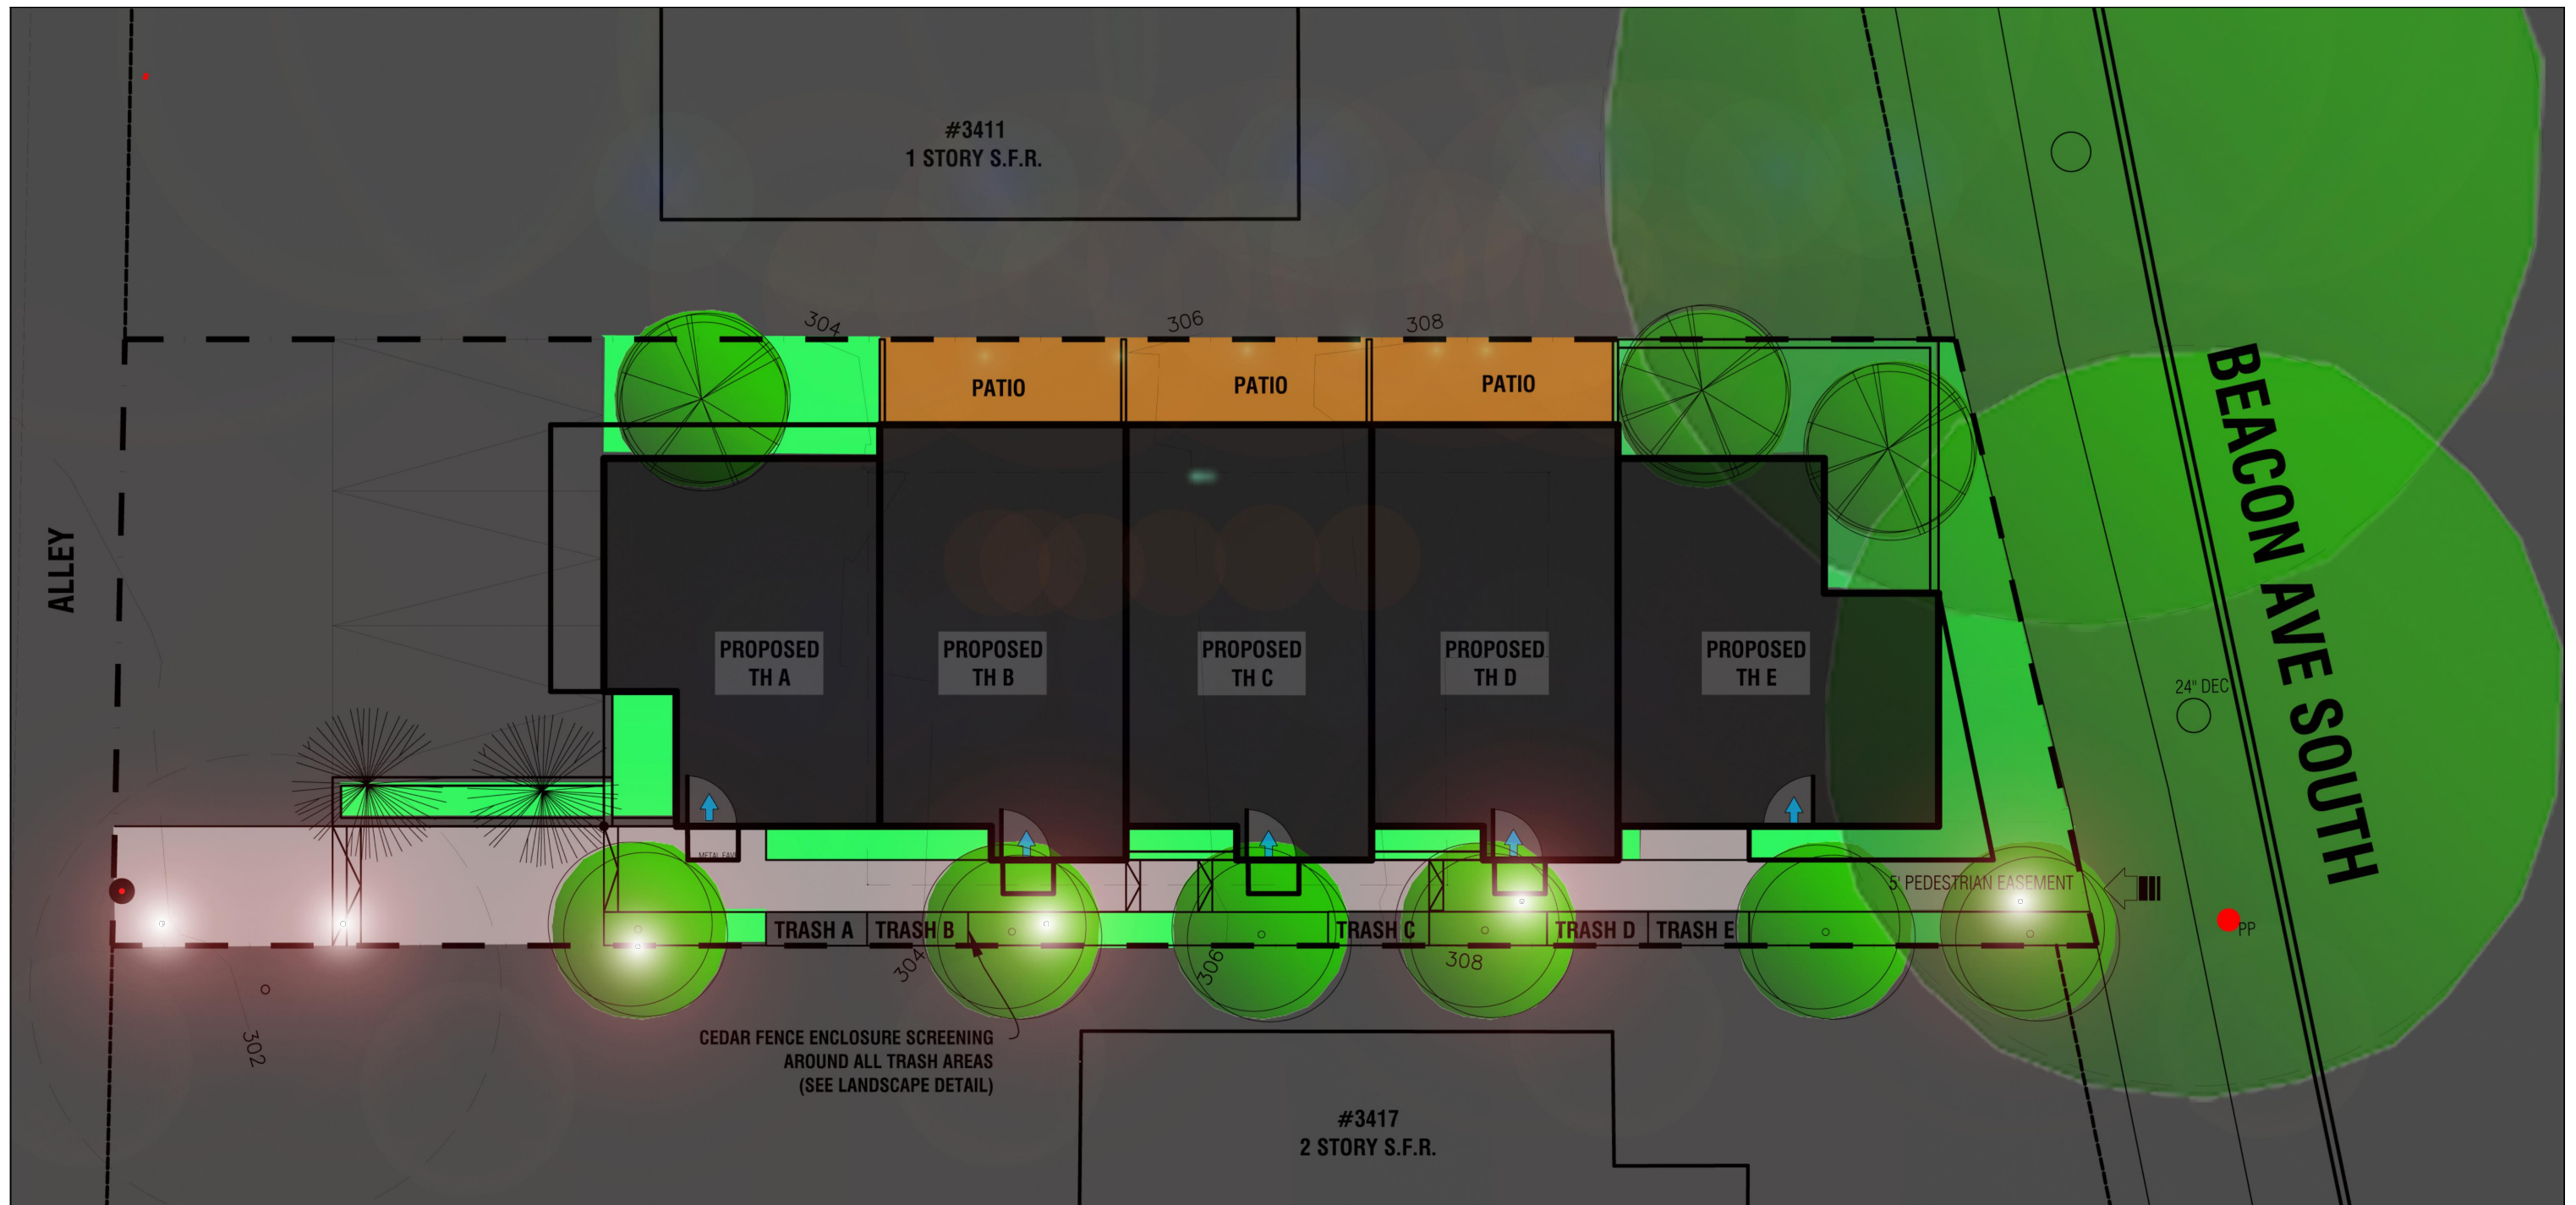 #3411
1 STORY S.F.R.
304
306
308
PATIO
PATIO
PATIO
BEACON AVE SOUTH
ALLEY
PROPOSED
TH A
PROPOSED
TH B
PROPOSED
TH C
PROPOSED
TH D
PROPOSED
TH E
24" DEC
5' PEDESTRIAN EASEMENT
TRASH A
TRASH B
TRASH C
TRASH D
TRASH E
PP
304
306
308
302
CEDAR FENCE ENCLOSURE SCREENING
AROUND ALL TRASH AREAS
(SEE LANDSCAPE DETAIL)
#3417
2 STORY S.F.R.